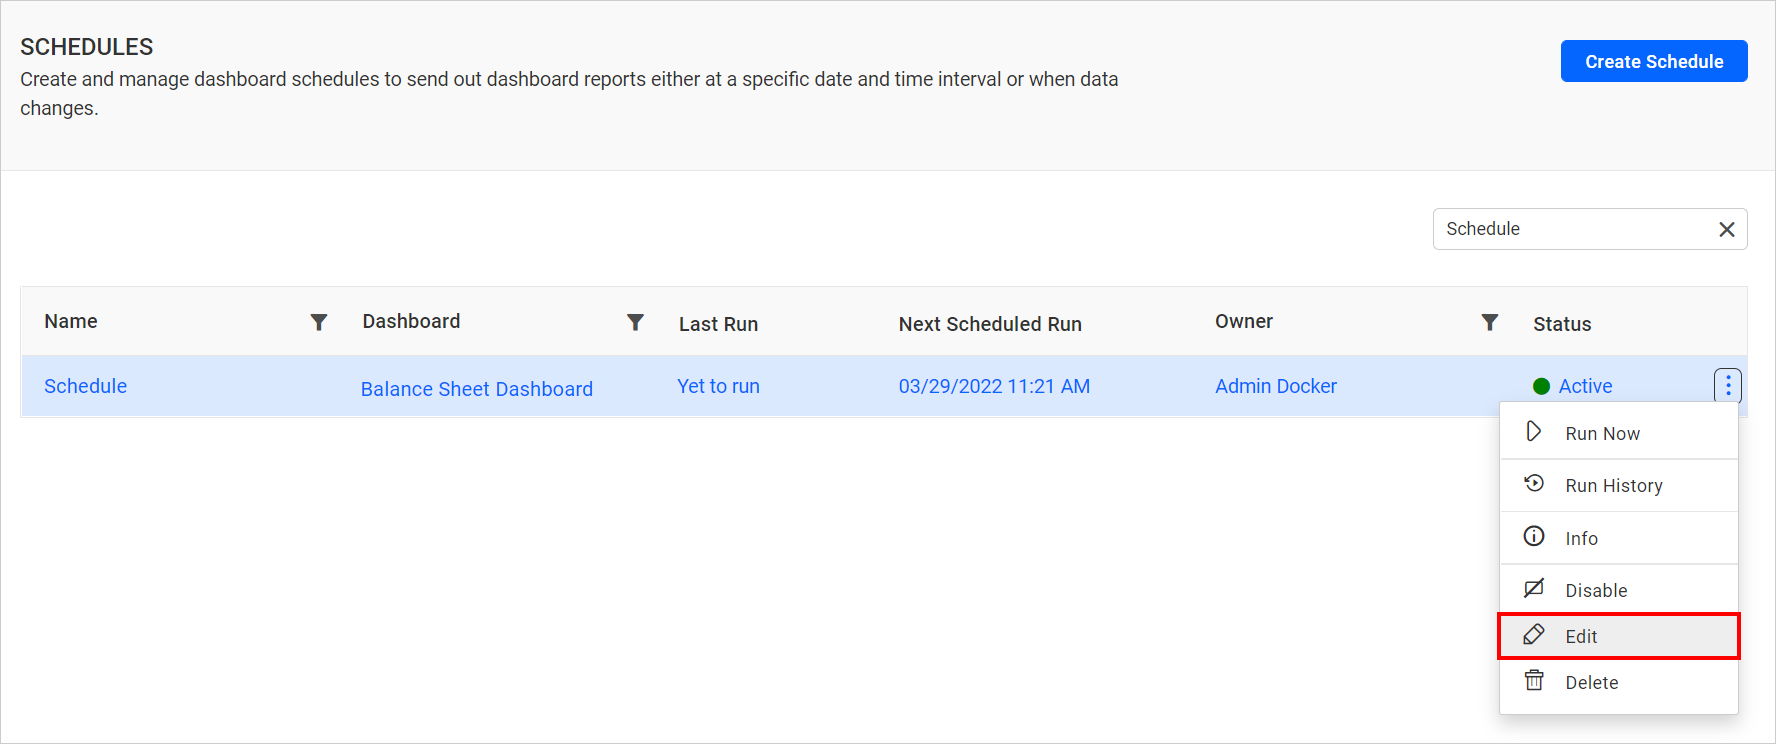 SCHEDULES
Create and manage dashboard schedules to send out dashboard reports either at a specific date and time interval or when data
changes.
Create Schedule
Schedule
Name Dashboard Last Run Next Scheduled Run Owner Status
Schedule Balance Sheet Dashboard Yet to run 03/29/2022 11:21 AM Admin Docker Active
Run Now
Run History
Info
Disable
Edit
Delete